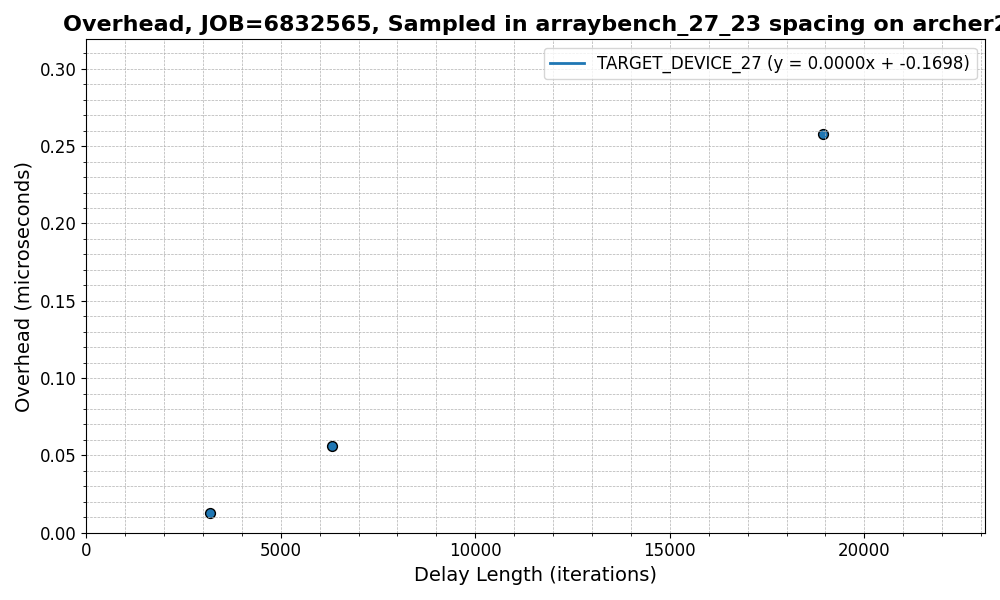 Overhead, JOB=6832565, Sampled in arraybench_27_23 spacing on archer2
TARGET_DEVICE_27 (y = 0.0000x + -0.1698)
Overhead (microseconds)
0.30
0.25
0.20
0.15
0.10
0.05
0.00
0 5000 10000 15000 20000
Delay Length (iterations)